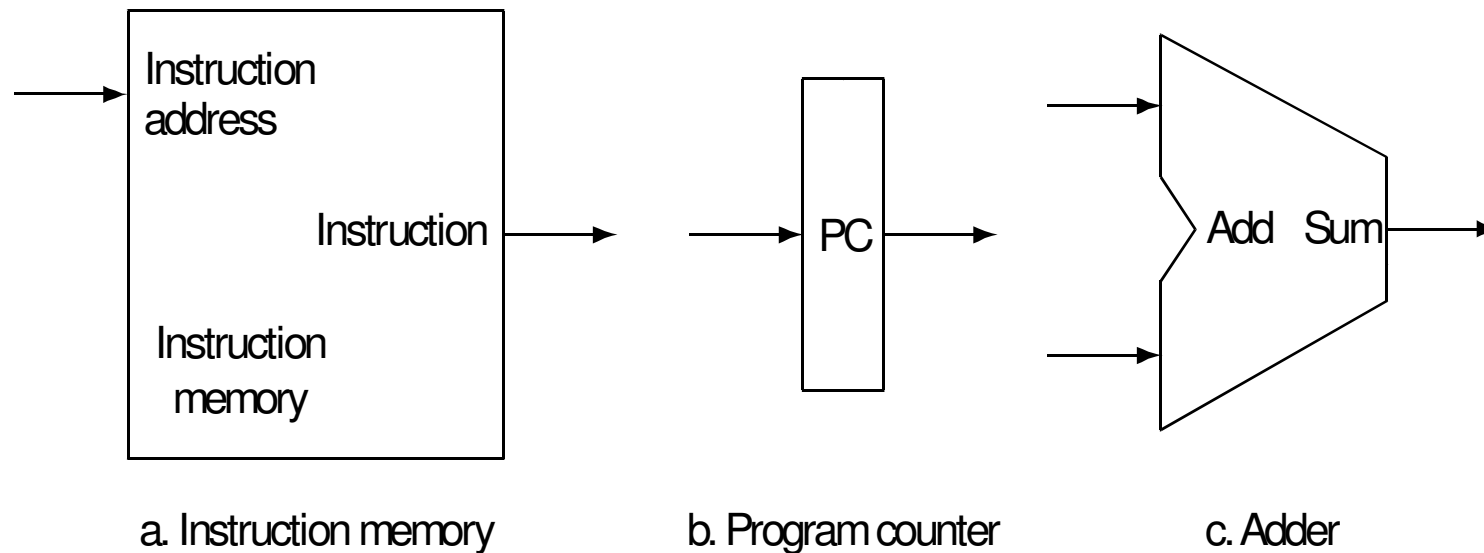 Instruction
address
Instruction
Instruction
memory
PC
Add Sum
a. Instruction memory
b. Program counter
c. Adder